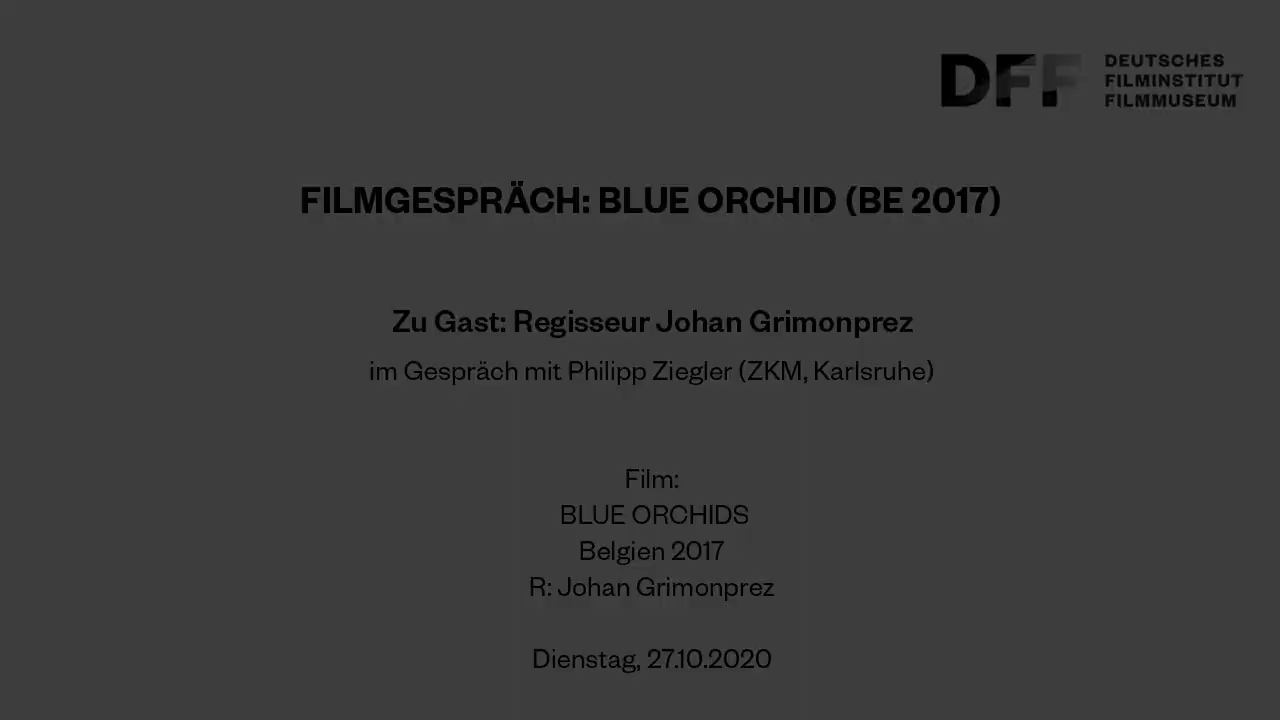 DFF DEUTSCHES
FILMINSTITUT
FILMMUSEUM
FILMGESPRÄCH: BLUE ORCHID (BE 2017)
Zu Gast: Regisseur Johan Grimonprez
im Gespräch mit Philipp Ziegler (ZKM, Karlsruhe)
Film:
BLUE ORCHIDS
Belgien 2017
R: Johan Grimonprez
Dienstag, 27.10.2020